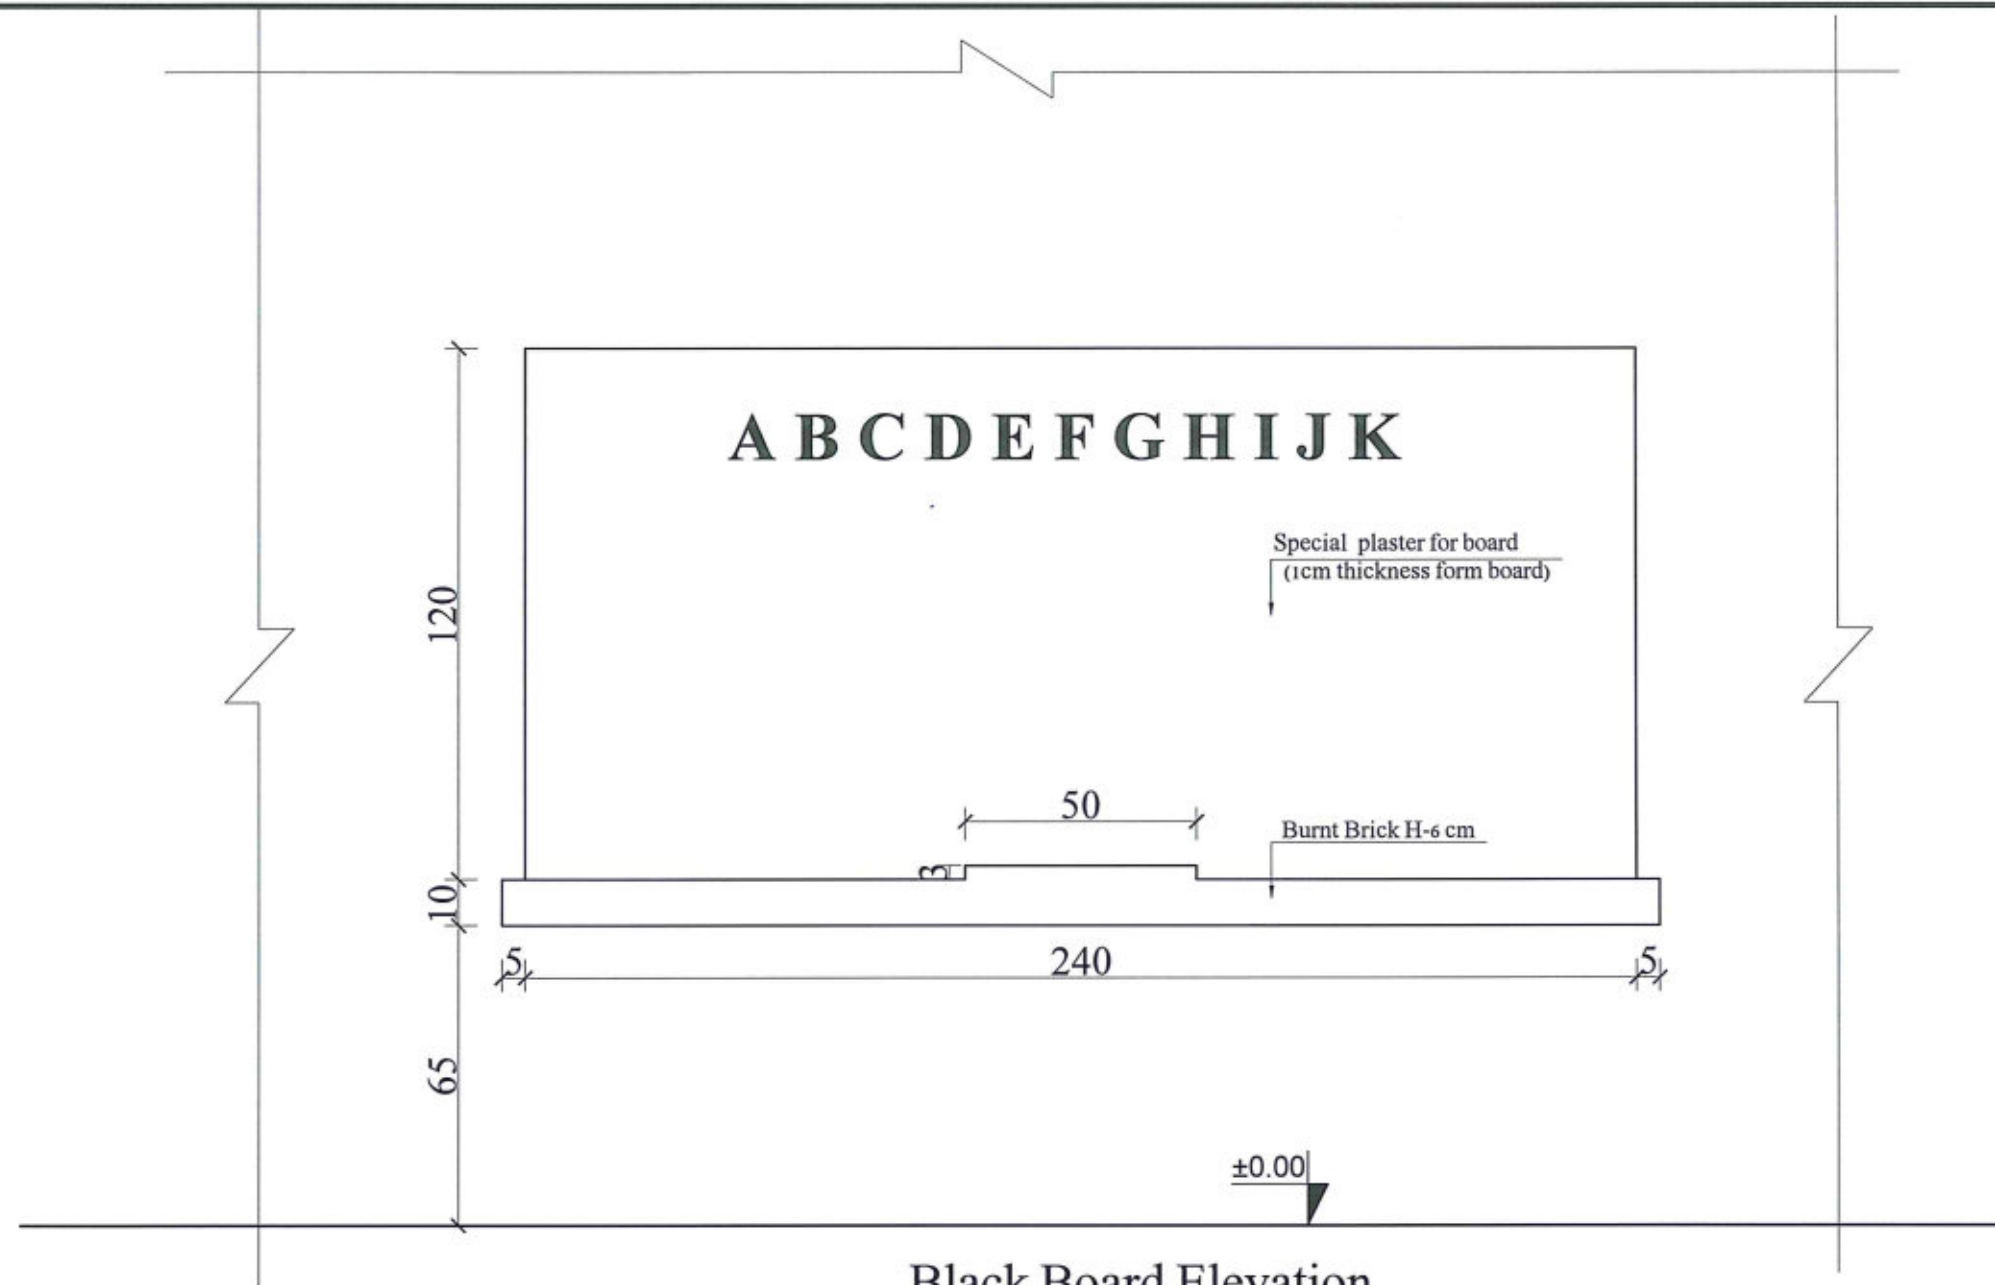 A B C D E F G H I J K
Special plaster for board
(1cm thickness form board)
120
50
Burnt Brick H-6 cm
3
10
5
240
5
65
±0.00
Black Board Elevation